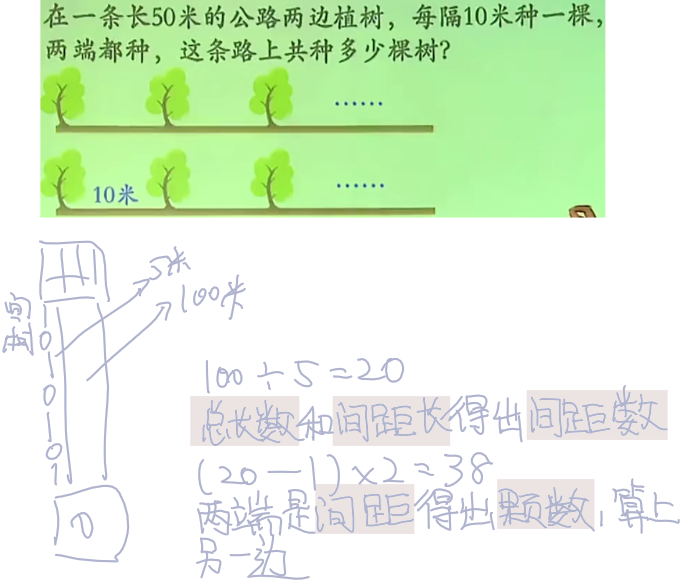 在一条长50米的公路两边植树，每隔10米种一棵，
两端都种，这条路上共种多少棵树？
……
10米
……
5米
100米
间
树
100÷5=20
总长数和间距长得出间距数
(20-1)×2=38
两端是间距得出颗数，算上
另一边